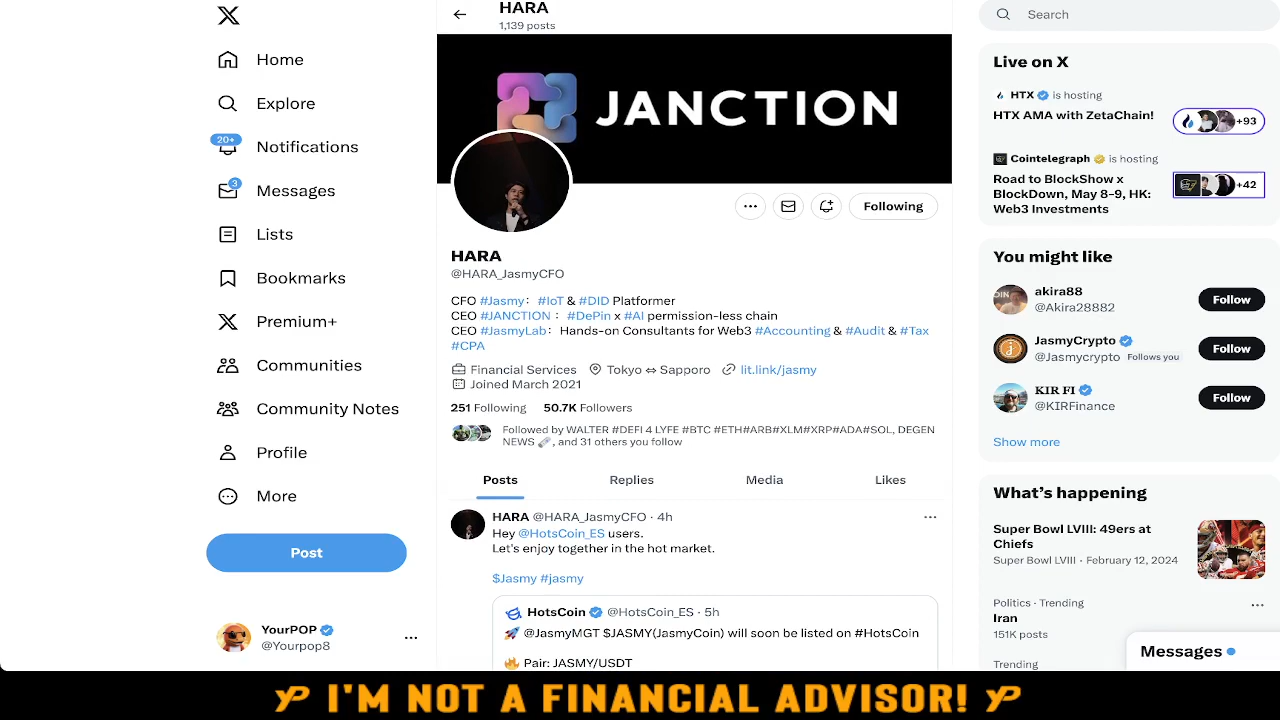 Home
Explore
20+
Notifications
3
Messages
Lists
Bookmarks
Premium+
Communities
Community Notes
Profile
More
Post
YourPOP
@Yourpop8
HARA
1,139 posts
JANCTION
Following
HARA
@HARA_JasmyCFO
CFO #Jasmy： #IoT & #DID Platformer
CEO #JANCTION： #DePin x #AI permission-less chain
CEO #JasmyLab： Hands-on Consultants for Web3 #Accounting & #Audit & #Tax
#CPA
Financial Services Tokyo ⇔ Sapporo lit.link/jasmy
Joined March 2021
251 Following 50.7K Followers
Followed by WALTER #DEFI 4 LYFE #BTC #ETH#ARB#XLM#XRP#ADA#SOL, DEGEN
NEWS 🗞️, and 31 others you follow
Posts Replies Media Likes
HARA @HARA_JasmyCFO · 4h
Hey @HotsCoin_ES users.
Let's enjoy together in the hot market.
$Jasmy #jasmy
HotsCoin @HotsCoin_ES · 5h
🚀 @JasmyMGT $JASMY(JasmyCoin) will soon be listed on #HotsCoin
🔥 Pair: JASMY/USDT
Search
Live on X
HTX is hosting
HTX AMA with ZetaChain!
+93
Cointelegraph is hosting
Road to BlockShow x
BlockDown, May 8-9, HK:
Web3 Investments
+42
You might like
akira88
@Akira28882
Follow
JasmyCrypto
@Jasmycrypto Follows you
Follow
KIR FI
@KIRFinance
Follow
Show more
What's happening
Super Bowl LVIII: 49ers at
Chiefs
Super Bowl LVIII · February 12, 2024
Politics · Trending
Iran
151K posts
Trending
Messages
YP I'M NOT A FINANCIAL ADVISOR! YP